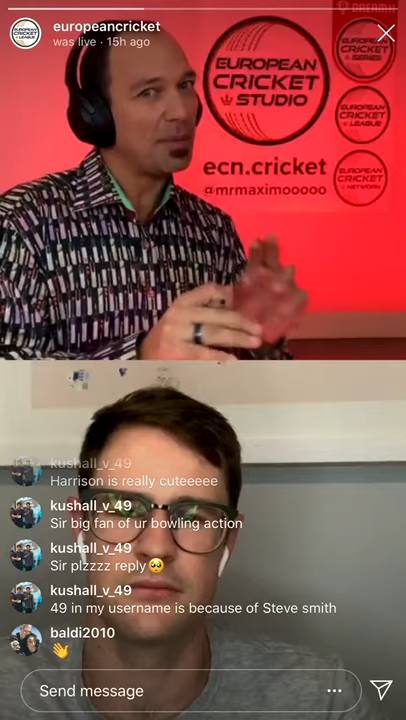 DREAM11
europeancricket
was live · 15h ago
EUROPEAN
CRICKET
STUDIO
EUROPEAN
CRICKET
SERIES
EUROPEAN
CRICKET
LEAGUE
EUROPEAN
CRICKET
NETWORK
ecn.cricket
@mrmaximooooo
kushall_v_49
Harrison is really cuteeeee
kushall_v_49
Sir big fan of ur bowling action
kushall_v_49
Sir plzzzz reply🥺
kushall_v_49
49 in my username is because of Steve smith
baldi2010
👋
Send message